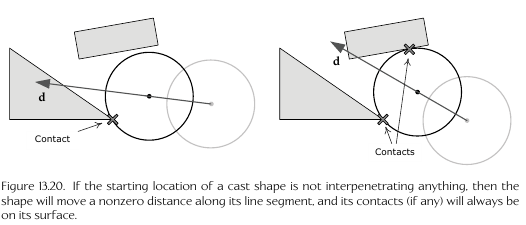 d
d
Contact
Contacts
Figure 13.20. If the starting location of a cast shape is not interpenetrating anything, then the
shape will move a nonzero distance along its line segment, and its contacts (if any) will always be
on its surface.